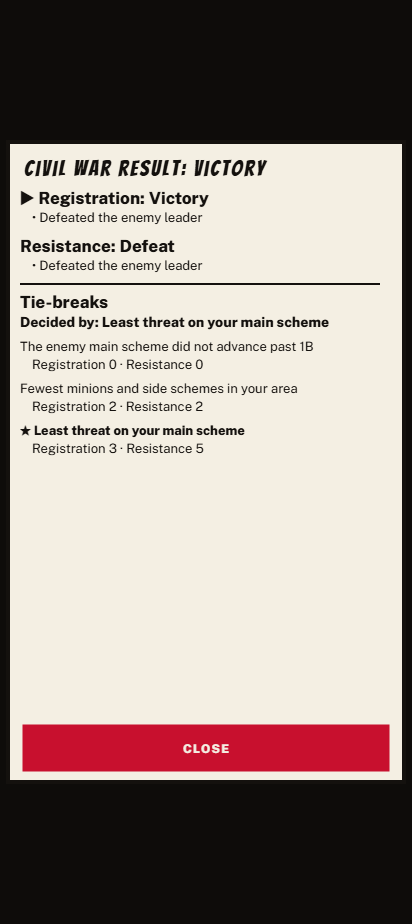 CIVIL WAR RESULT: VICTORY
▶ Registration: Victory
• Defeated the enemy leader
Resistance: Defeat
• Defeated the enemy leader
Tie-breaks
Decided by: Least threat on your main scheme
The enemy main scheme did not advance past 1B
Registration 0 · Resistance 0
Fewest minions and side schemes in your area
Registration 2 · Resistance 2
★ Least threat on your main scheme
Registration 3 · Resistance 5
CLOSE